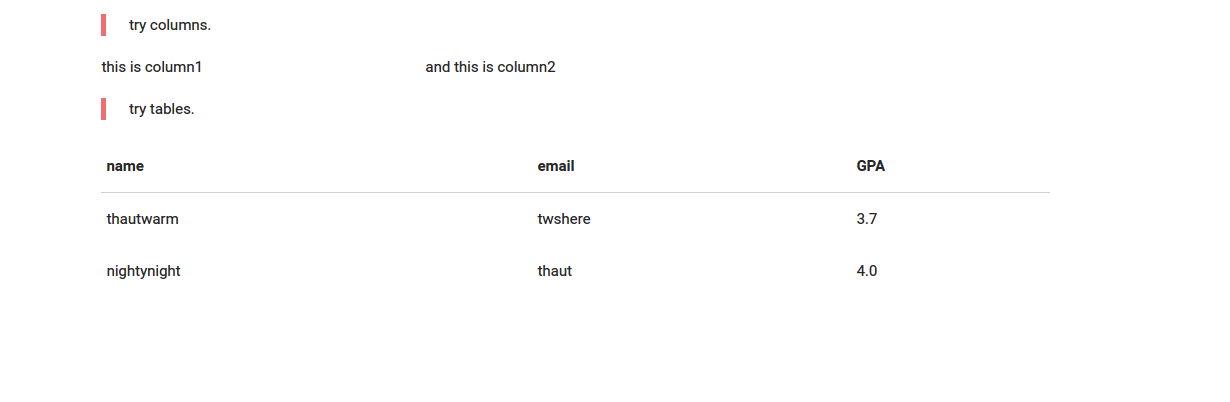 try columns.
this is column1 and this is column2
try tables.
name email GPA
thautwarm twshere 3.7
nightynight thaut 4.0